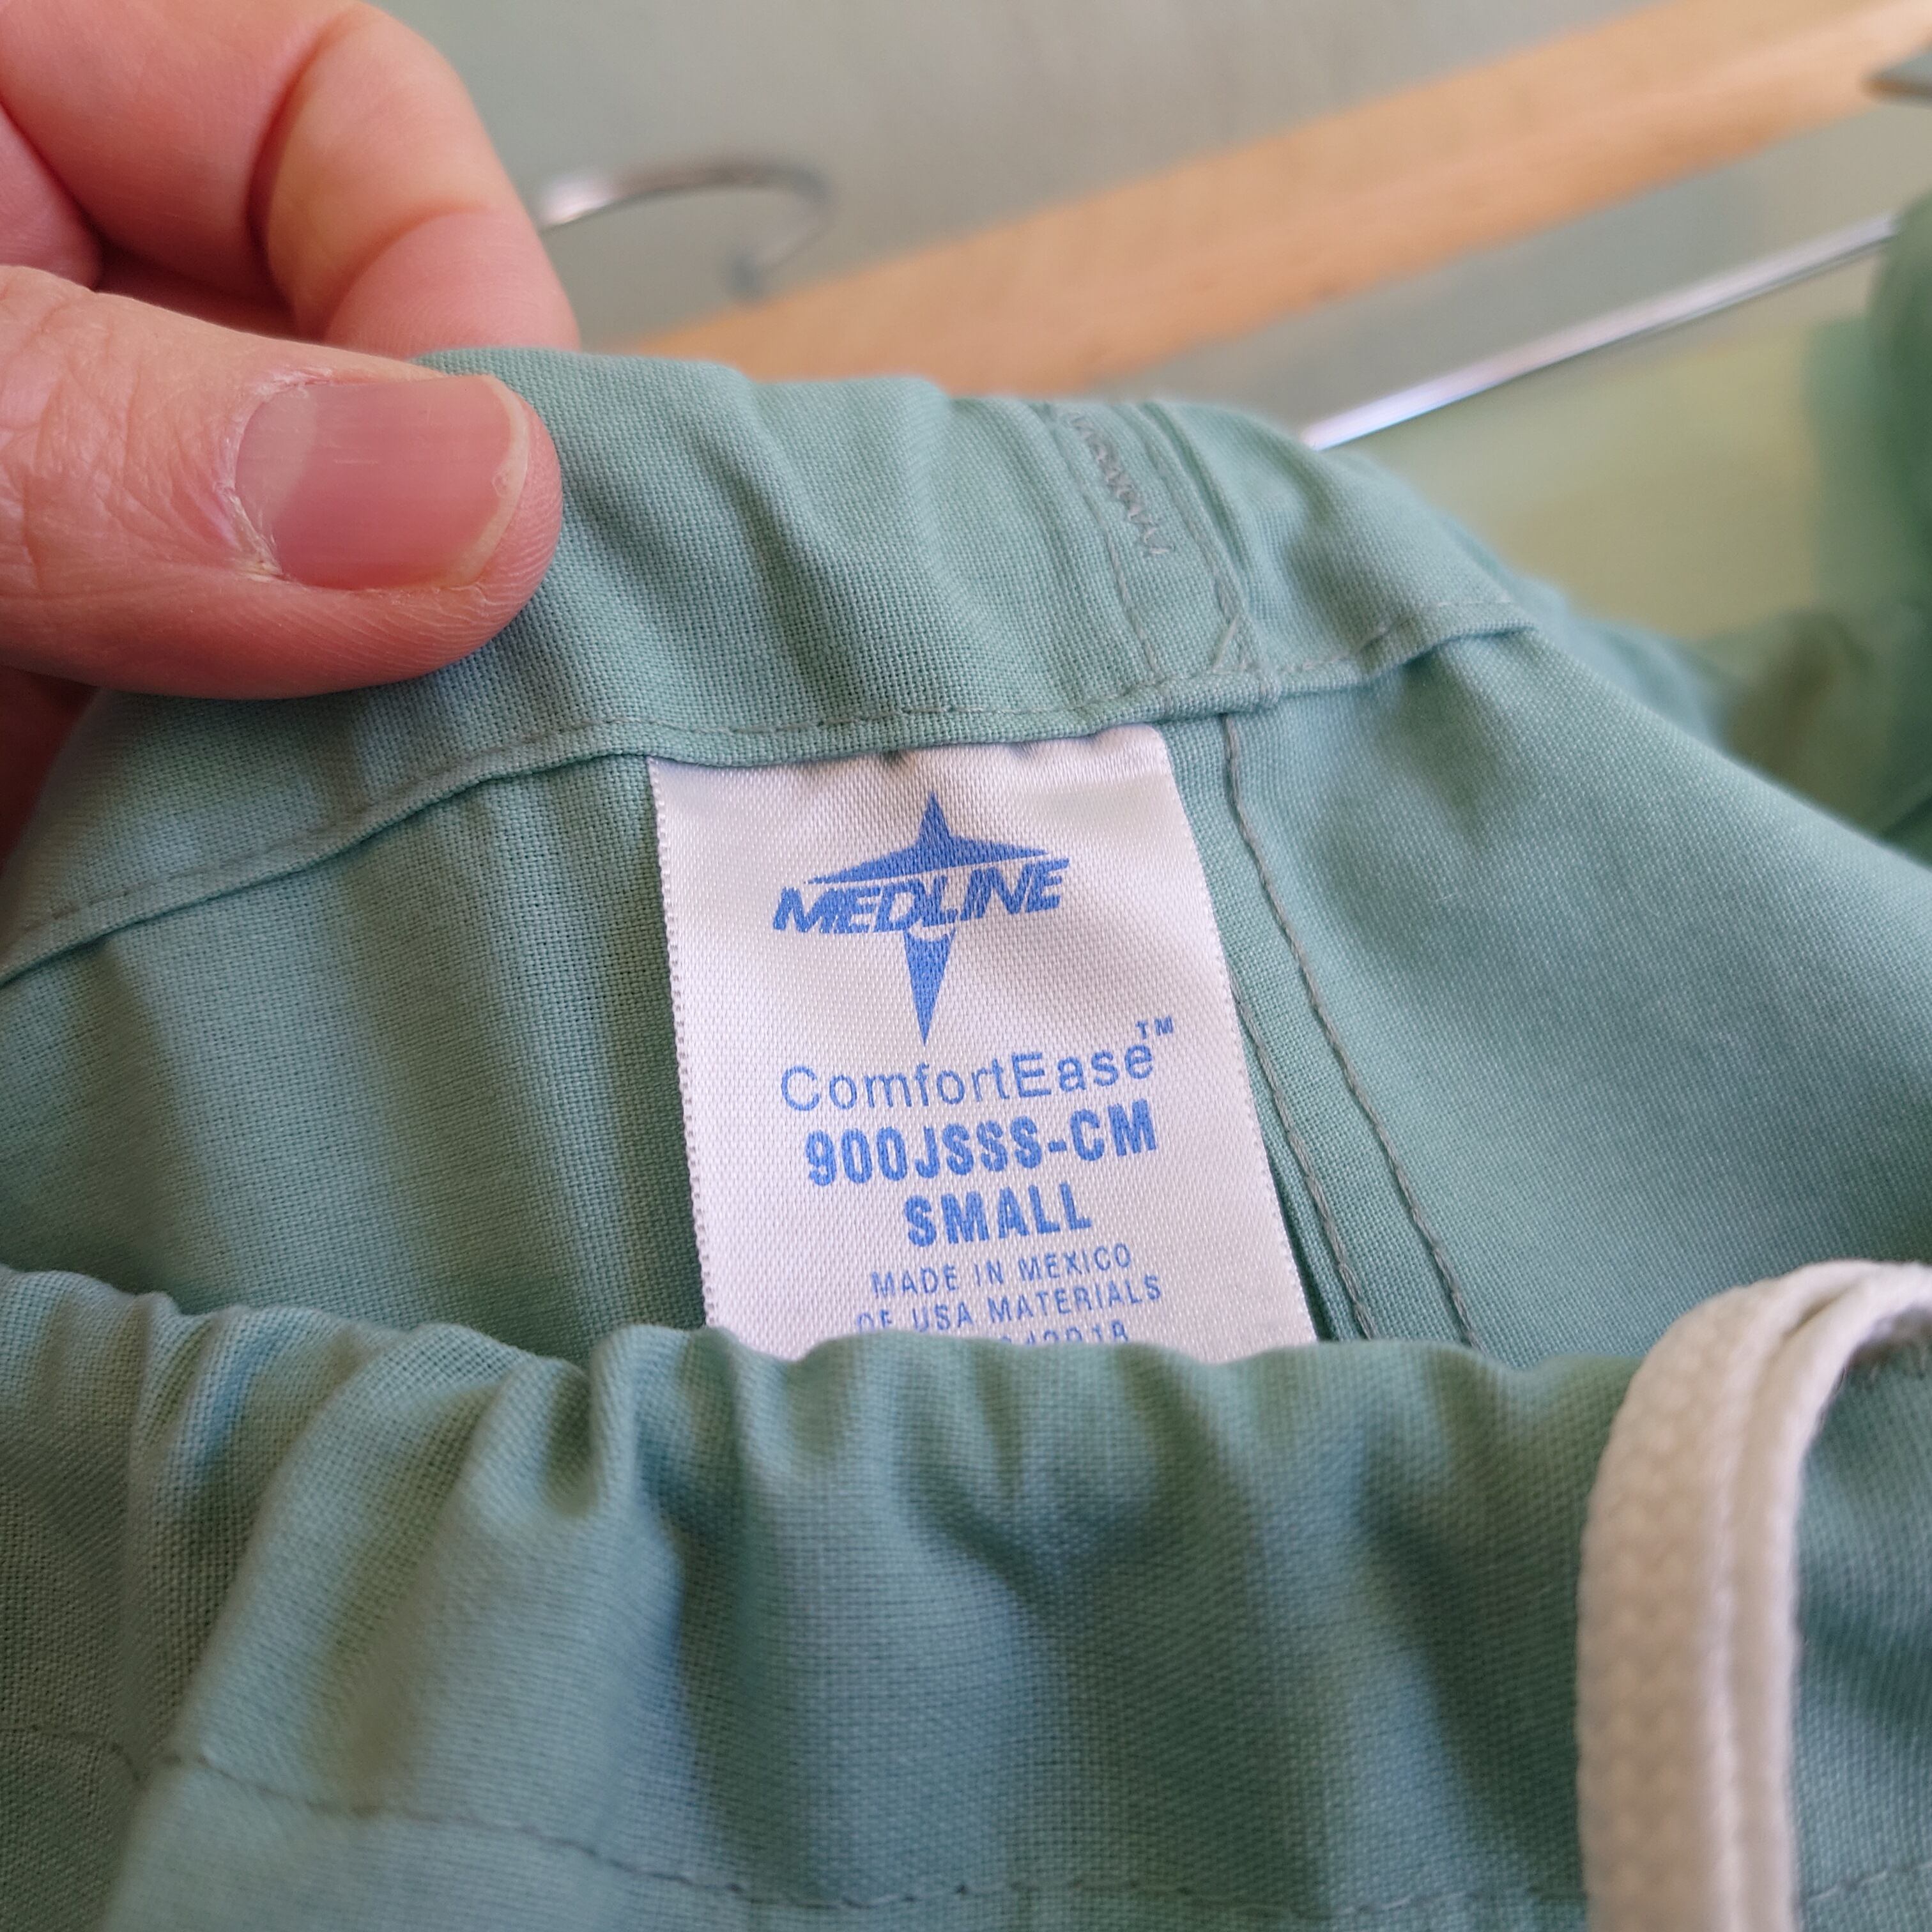 MEDLINE
ComfortEase™
900JSSS-CM
SMALL
MADE IN MEXICO
OF USA MATERIALS